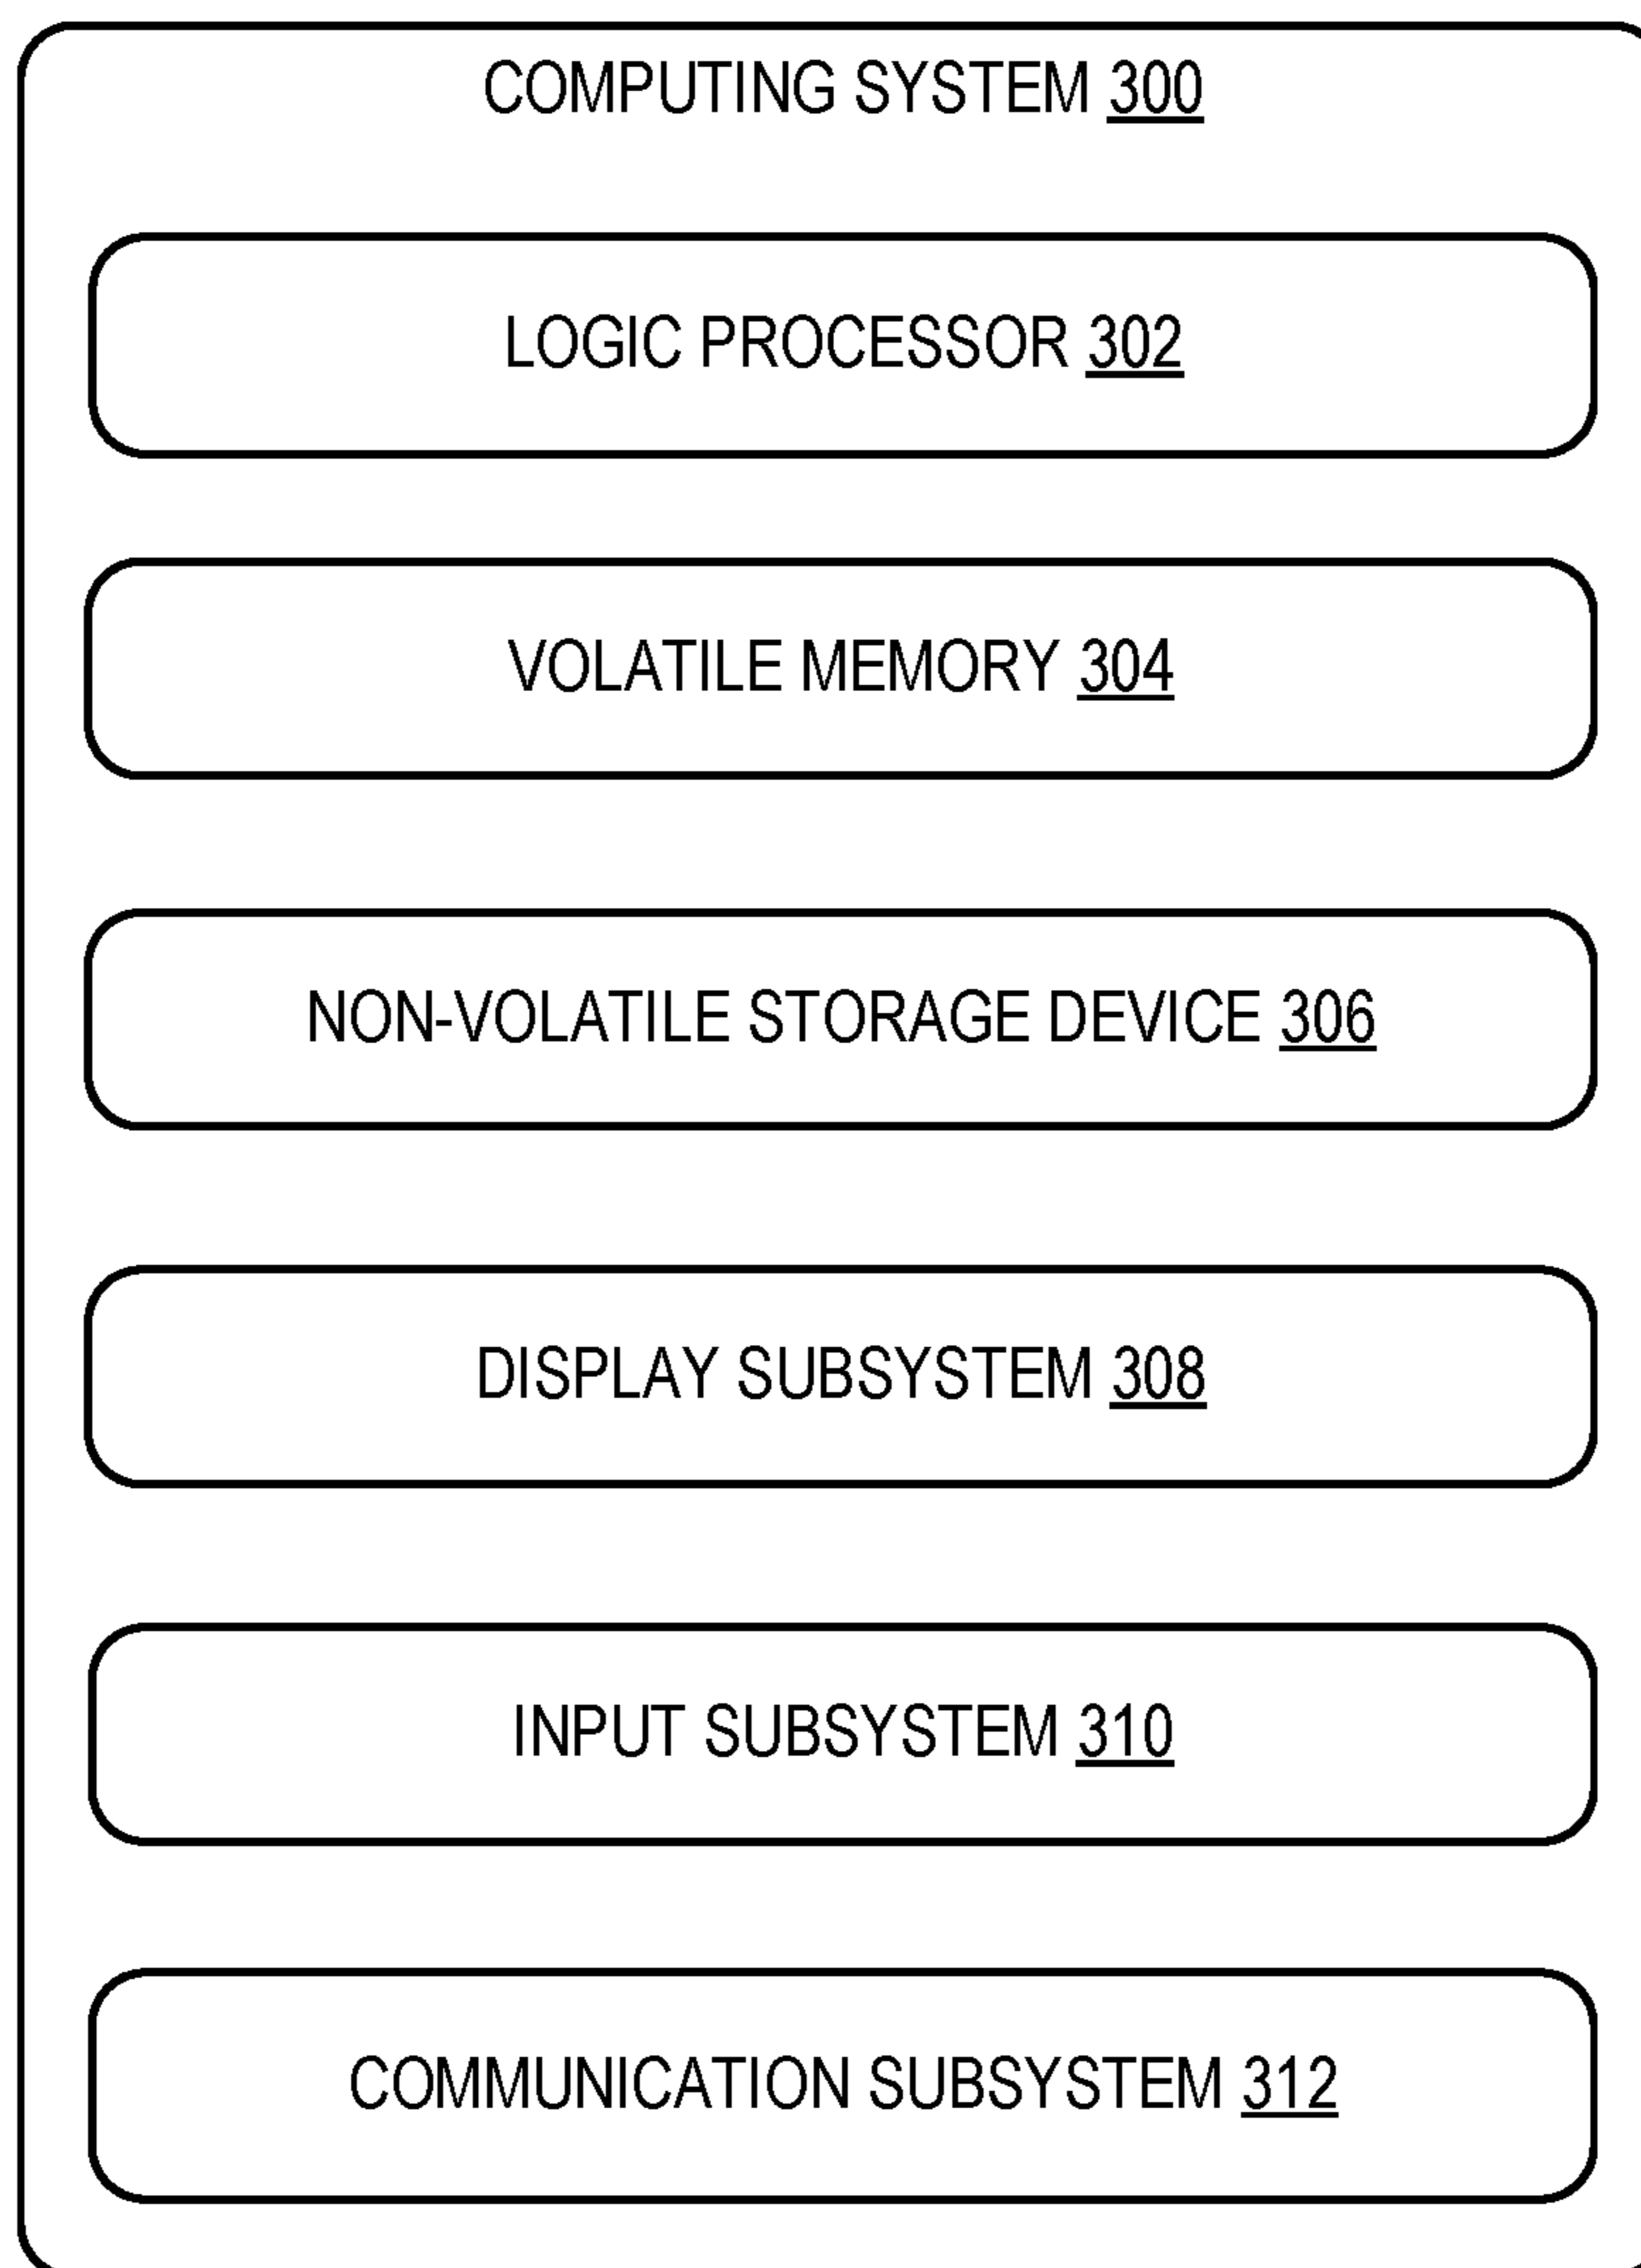 COMPUTING SYSTEM 300
LOGIC PROCESSOR 302
VOLATILE MEMORY 304
NON-VOLATILE STORAGE DEVICE 306
DISPLAY SUBSYSTEM 308
INPUT SUBSYSTEM 310
COMMUNICATION SUBSYSTEM 312